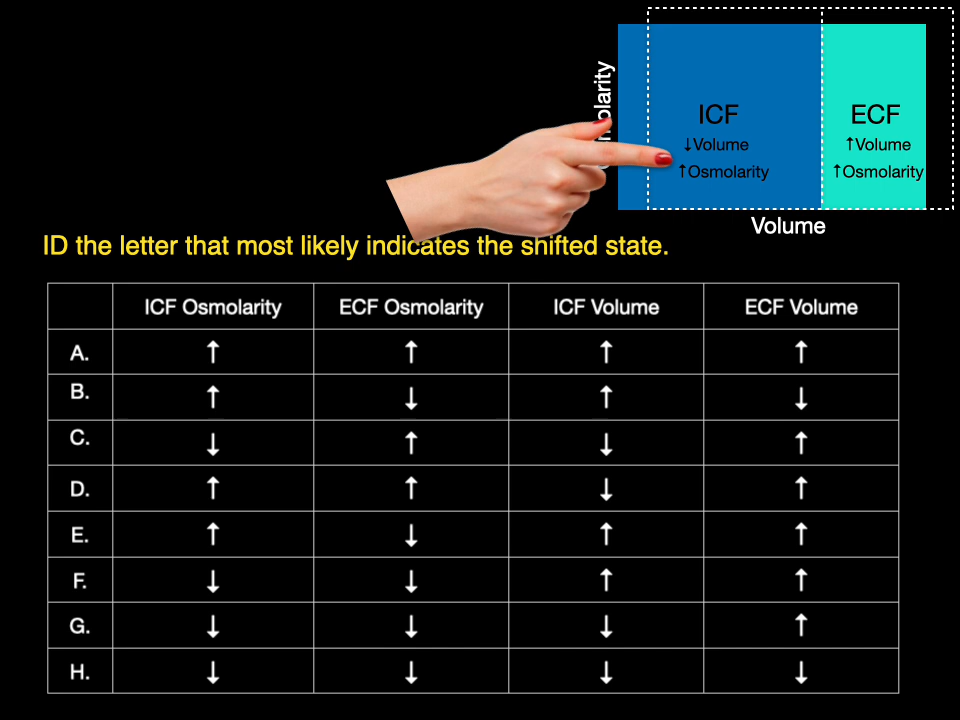 ICF ECF
↓Volume ↑Volume
↑Osmolarity ↑Osmolarity
Volume
ID the letter that most likely indicates the shifted state.
ICF Osmolarity ECF Osmolarity ICF Volume ECF Volume
A. ↑ ↑ ↑ ↑
B. ↑ ↓ ↑ ↓
C. ↓ ↑ ↓ ↑
D. ↑ ↑ ↓ ↑
E. ↑ ↓ ↑ ↑
F. ↓ ↓ ↑ ↑
G. ↓ ↓ ↓ ↑
H. ↓ ↓ ↓ ↓